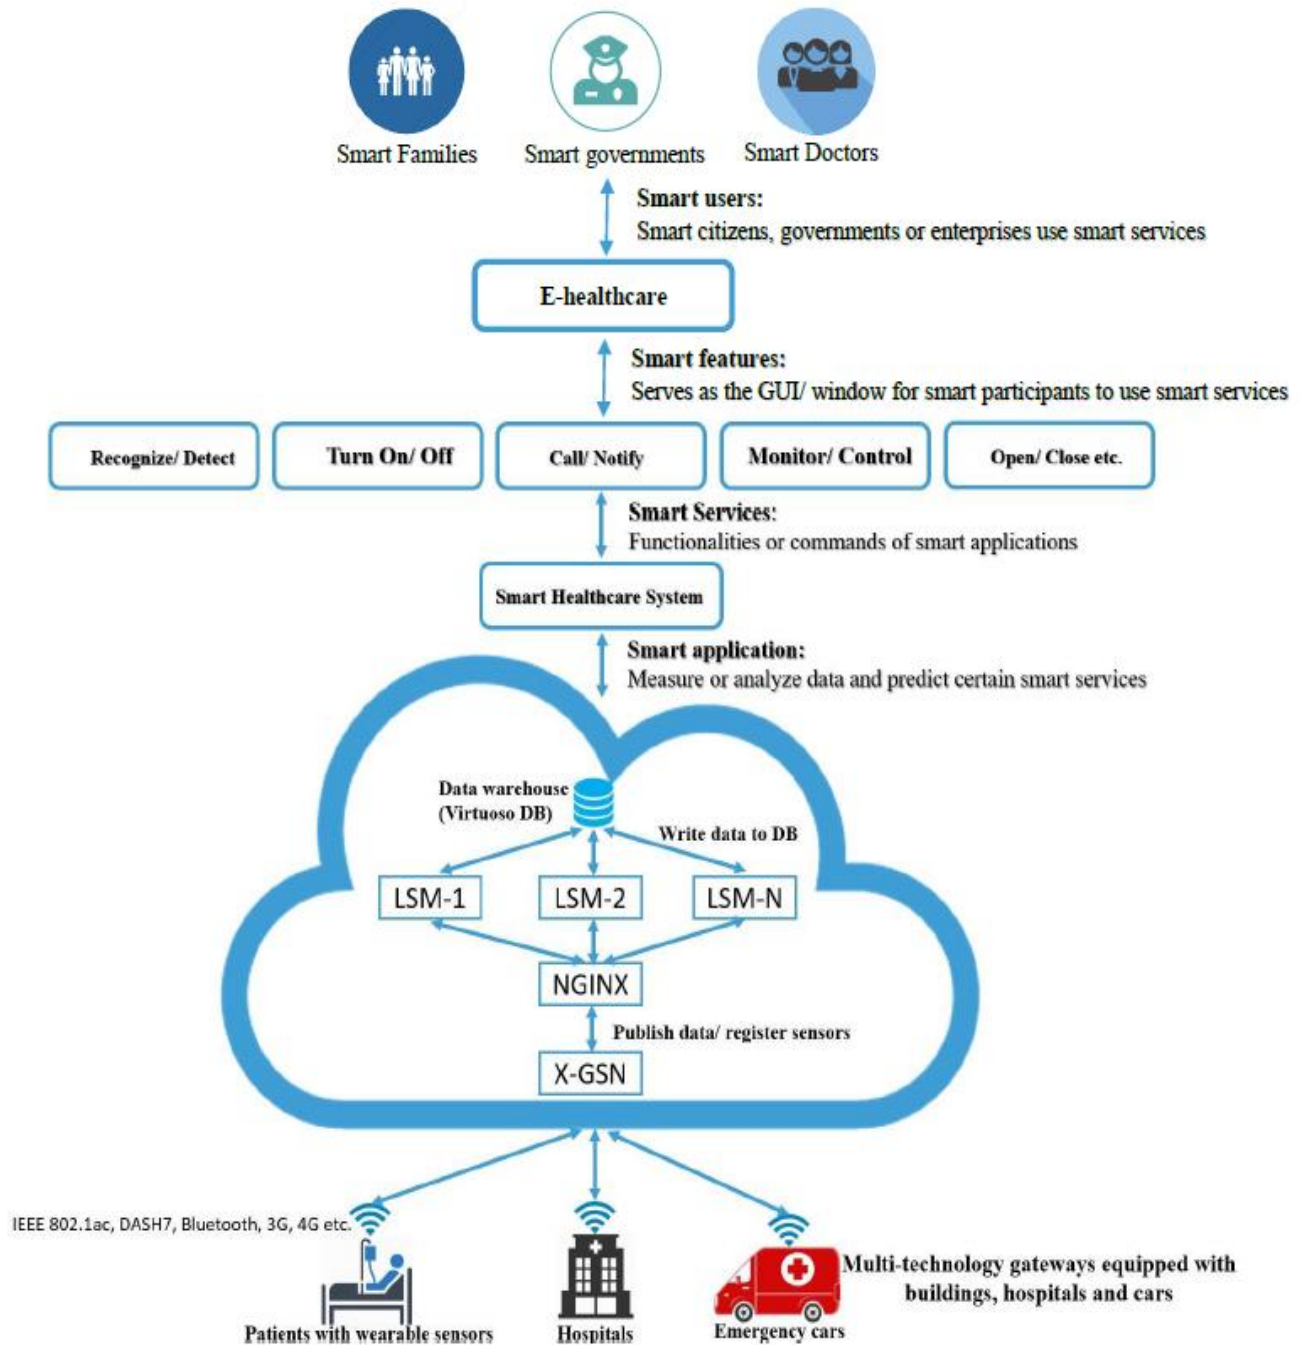 Smart Families
Smart governments
Smart Doctors
Smart users:
Smart citizens, governments or enterprises use smart services
E-healthcare
Smart features:
Serves as the GUI/ window for smart participants to use smart services
Recognize/ Detect
Turn On/ Off
Call/ Notify
Monitor/ Control
Open/ Close etc.
Smart Services:
Functionalities or commands of smart applications
Smart Healthcare System
Smart application:
Measure or analyze data and predict certain smart services
Data warehouse
(Virtuoso DB)
Write data to DB
LSM-1
LSM-2
LSM-N
NGINX
Publish data/ register sensors
X-GSN
IEEE 802.1ac, DASH7, Bluetooth, 3G, 4G etc.
Multi-technology gateways equipped with
buildings, hospitals and cars
Patients with wearable sensors
Hospitals
Emergency cars